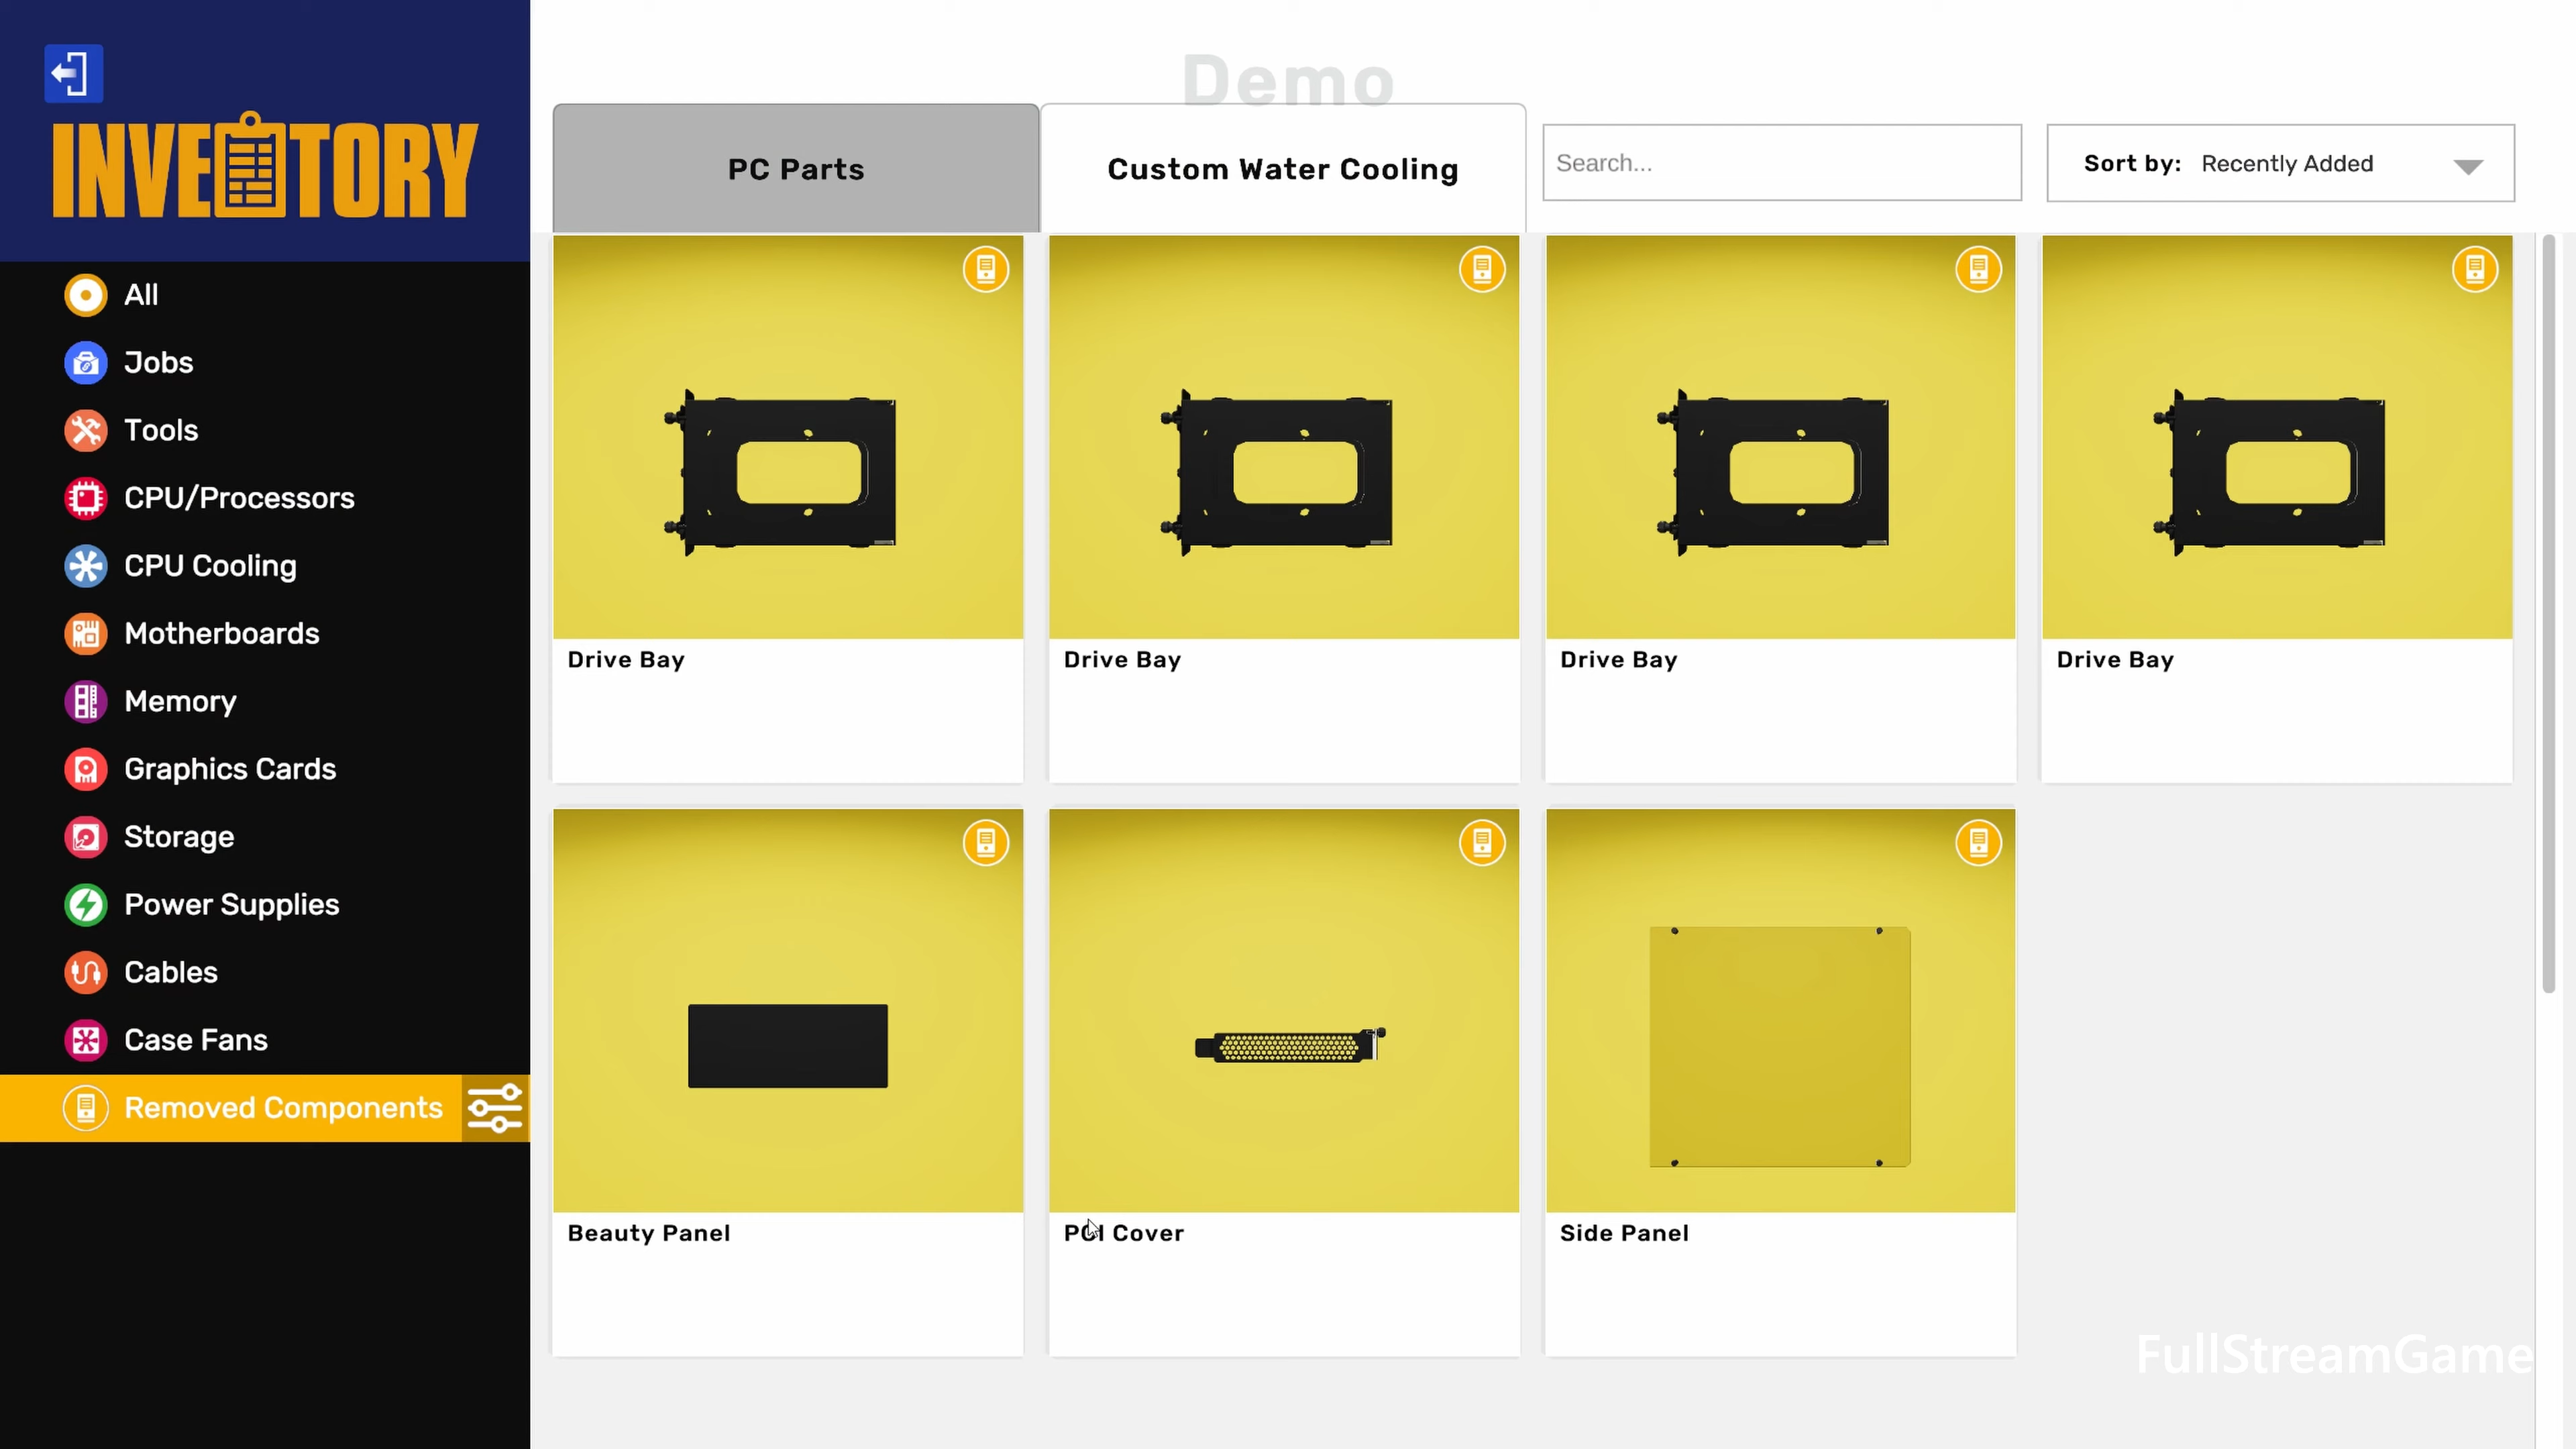 Demo
INVENTORY
PC Parts
Custom Water Cooling
Search...
Sort by: Recently Added
All
Jobs
Tools
CPU/Processors
CPU Cooling
Motherboards
Memory
Graphics Cards
Storage
Power Supplies
Cables
Case Fans
Removed Components
Drive Bay
Drive Bay
Drive Bay
Drive Bay
Beauty Panel
PCI Cover
Side Panel
FullStreamGame